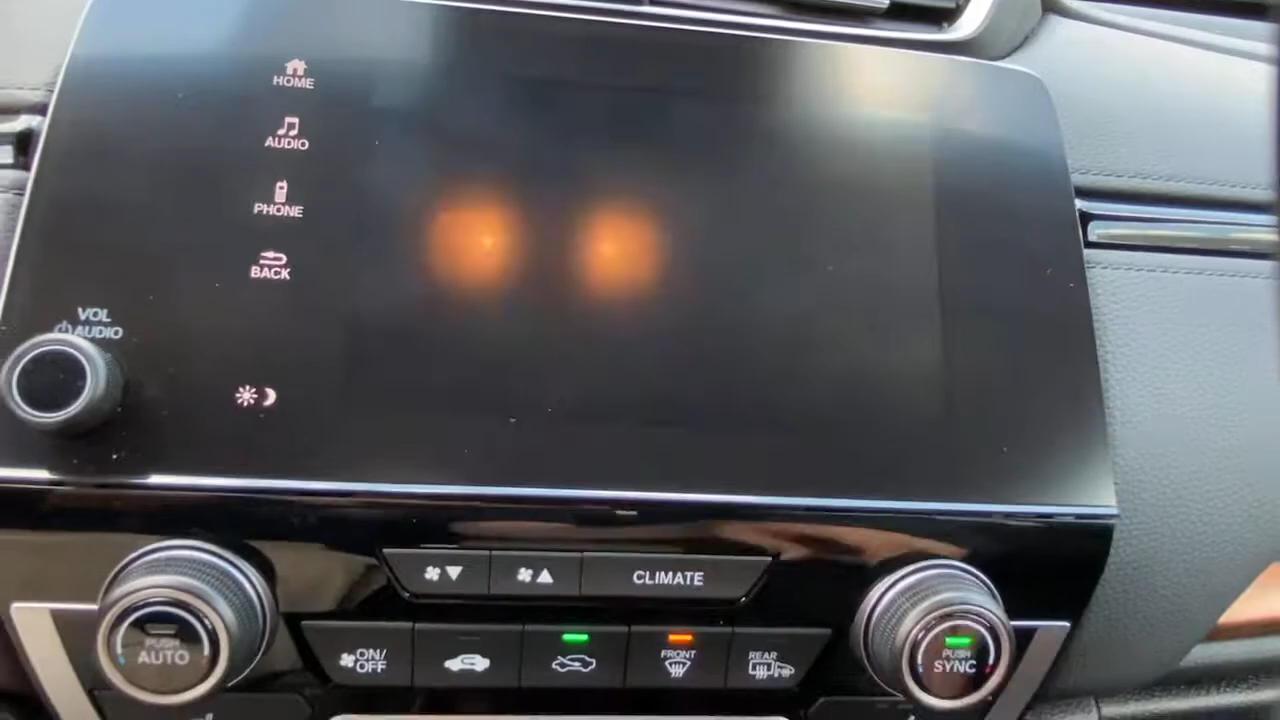 HOME
AUDIO
PHONE
BACK
VOL
AUDIO
CLIMATE
PUSH
AUTO
ON/
OFF
FRONT
REAR
PUSH
SYNC